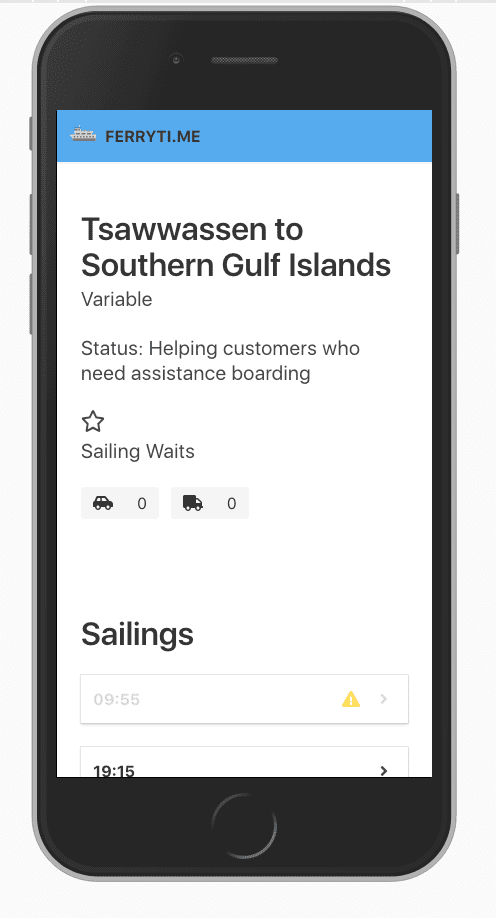 FERRYTI.ME
Tsawwassen to
Southern Gulf Islands
Variable
Status: Helping customers who
need assistance boarding
Sailing Waits
0 0
Sailings
09:55
19:15